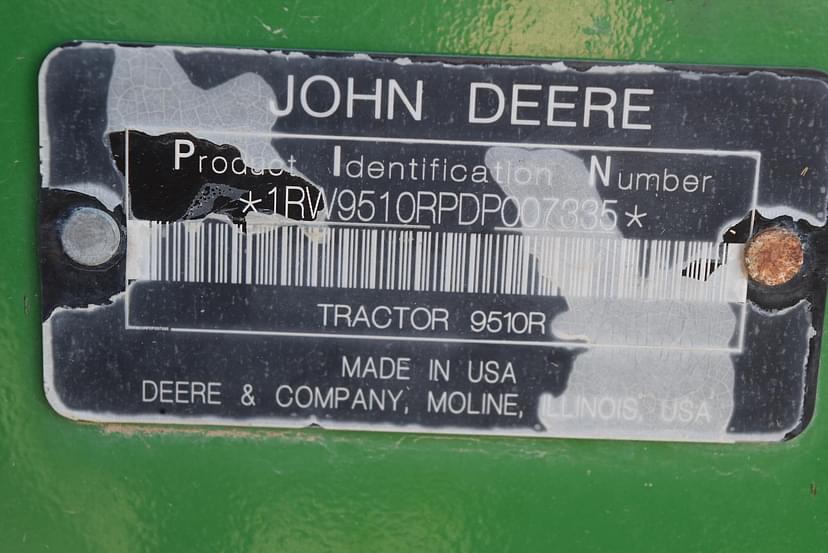 JOHN DEERE
Product Identification Number
*1RW9510RPDP007335*
TRACTOR 9510R
MADE IN USA
DEERE & COMPANY, MOLINE, ILLINOIS, USA